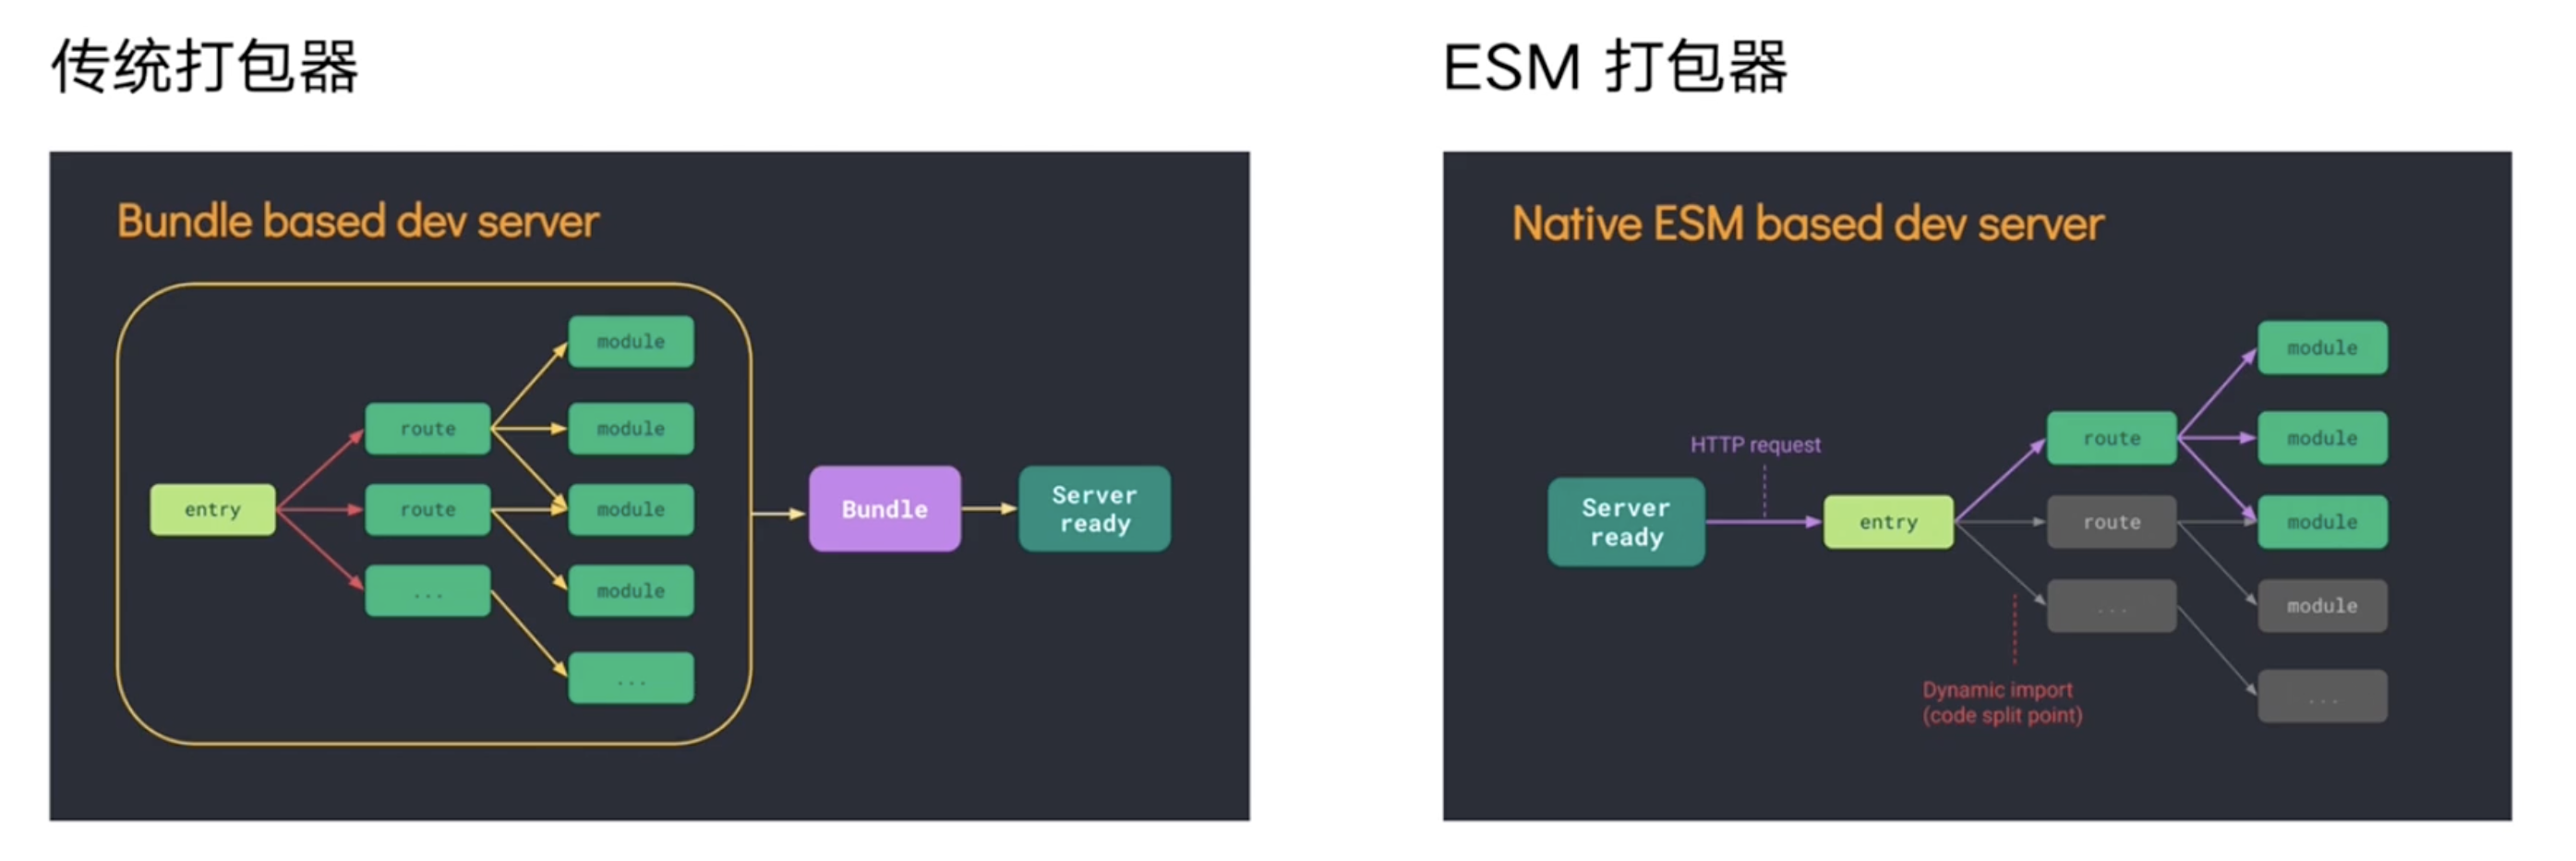 传统打包器
Bundle based dev server
module
route
module
entry
route
module
Bundle
Server
ready
...
module
...
ESM 打包器
Native ESM based dev server
module
HTTP request
route
module
Server
ready
entry
route
module
...
module
Dynamic import
(code split point)
...